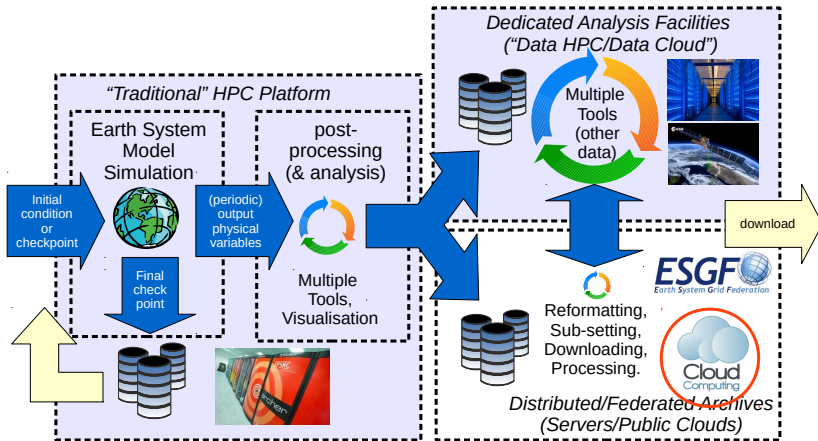 Dedicated Analysis Facilities
("Data HPC/Data Cloud")
"Traditional" HPC Platform
Earth System
Model
Simulation
post-
processing
(& analysis)
Multiple
Tools
(other
data)
esa
Initial
condition
or
checkpoint
(periodic)
output
physical
variables
download
Final
check
point
Multiple
Tools,
Visualisation
ESGF
Earth System Grid Federation
Reformatting,
Sub-setting,
Downloading,
Processing.
Cloud
Computing
archer
Distributed/Federated Archives
(Servers/Public Clouds)